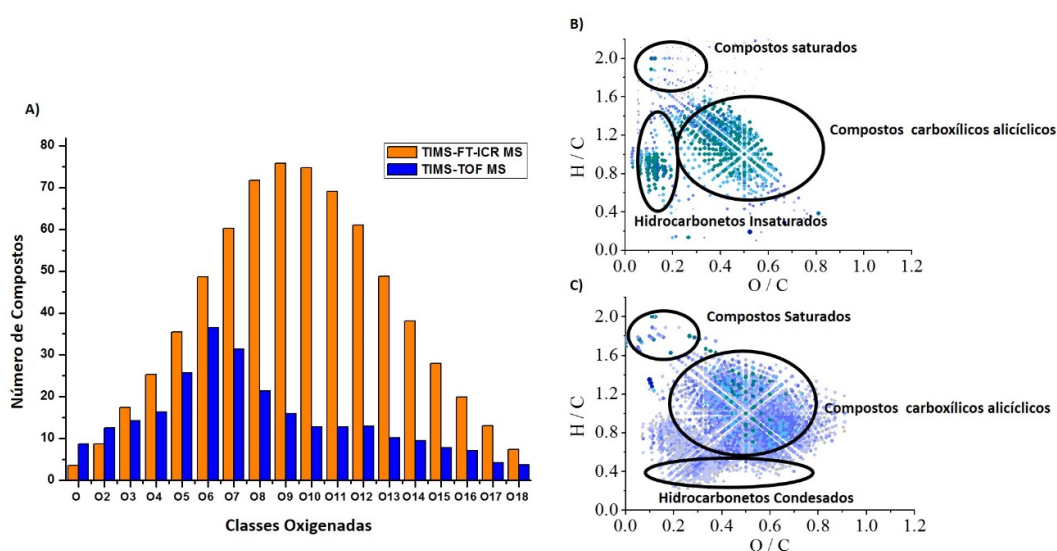 A)
TIMS-FT-ICR MS
TIMS-TOF MS
Número de Compostos
80
70
60
50
40
30
20
10
0
O O2 O3 O4 O5 O6 O7 O8 O9 O10 O11 O12 O13 O14 O15 O16 O17 O18
Classes Oxigenadas
B)
Compostos saturados
Compostos carboxílicos alicíclicos
Hidrocarbonetos Insaturados
H / C
2.0
1.6
1.2
0.8
0.4
0.0
0.0 0.2 0.4 0.6 0.8 1.0 1.2
O / C
C)
Compostos Saturados
Compostos carboxílicos alicíclicos
Hidrocarbonetos Condesados
H / C
2.0
1.6
1.2
0.8
0.4
0.0
0.0 0.2 0.4 0.6 0.8 1.0 1.2
O / C